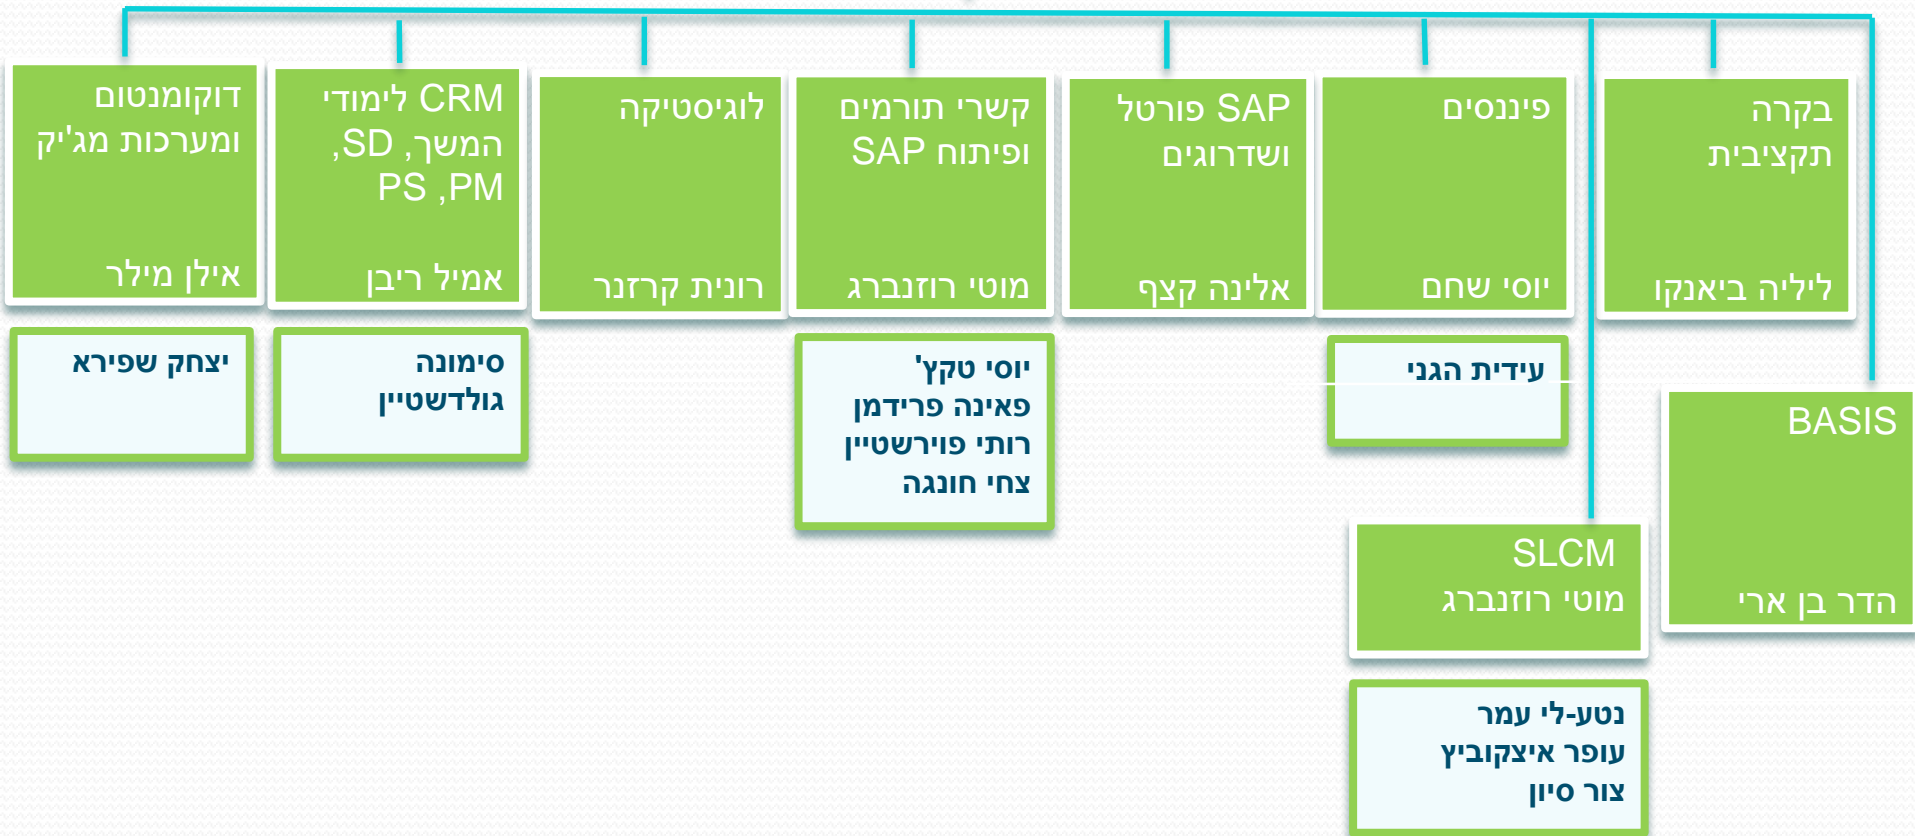 בקרה
תקציבית
ליליה ביאנקו
פיננסים
יוסי שחם
עידית הגני
SAP פורטל
ושדרוגים
אלינה קצף
קשרי תורמים
ופיתוח SAP
מוטי רוזנברג
יוסי טקץ'
פאינה פרידמן
רותי פוירשטיין
צחי חונגה
לוגיסטיקה
רונית קרזנר
CRM לימודי
המשך, SD,
PS ,PM
אמיל ריבן
סימונה
גולדשטיין
דוקומנטום
ומערכות מג'יק
אילן מילר
יצחק שפירא
BASIS
הדר בן ארי
SLCM
מוטי רוזנברג
נטע-לי עמר
עופר איצקוביץ
צור סיון